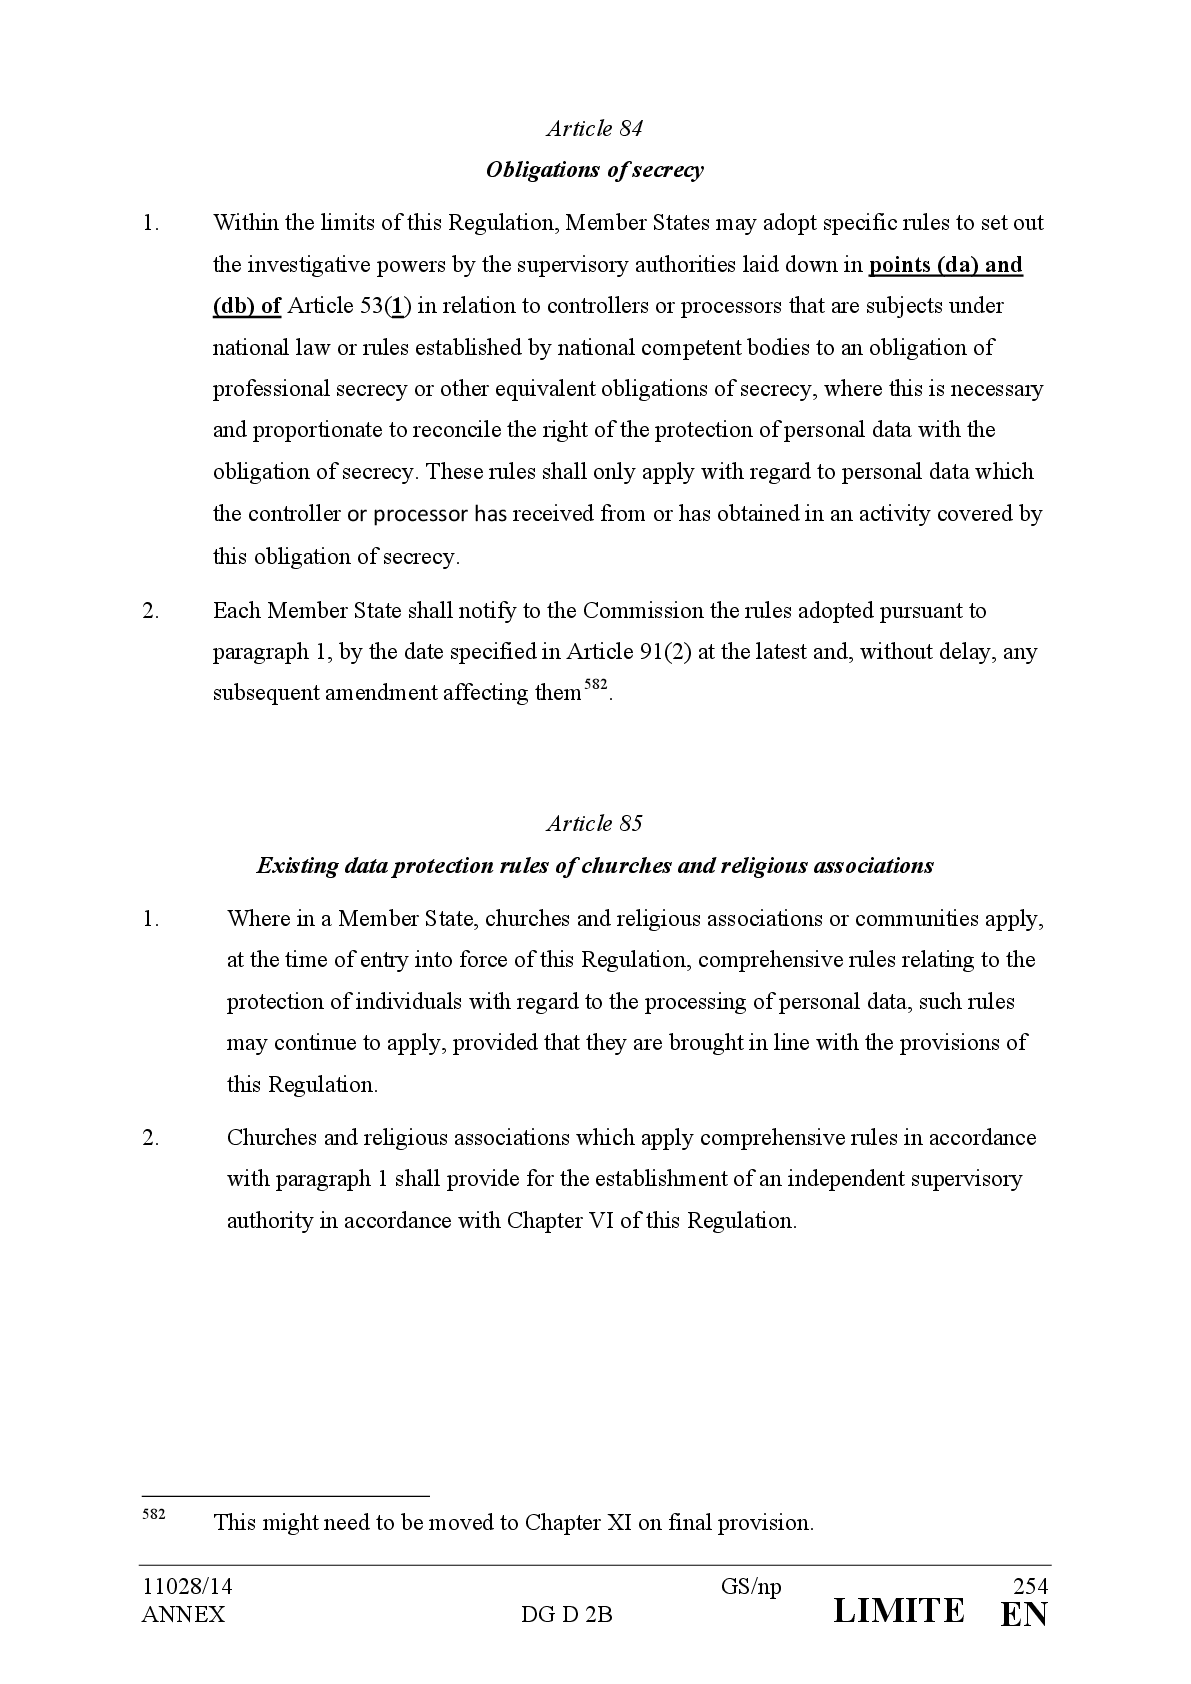 Article 84
Obligations of secrecy
1. Within the limits of this Regulation, Member States may adopt specific rules to set out
the investigative powers by the supervisory authorities laid down in points (da) and
(db) of Article 53(1) in relation to controllers or processors that are subjects under
national law or rules established by national competent bodies to an obligation of
professional secrecy or other equivalent obligations of secrecy, where this is necessary
and proportionate to reconcile the right of the protection of personal data with the
obligation of secrecy. These rules shall only apply with regard to personal data which
the controller or processor has received from or has obtained in an activity covered by
this obligation of secrecy.
2. Each Member State shall notify to the Commission the rules adopted pursuant to
paragraph 1, by the date specified in Article 91(2) at the latest and, without delay, any
subsequent amendment affecting them582.
Article 85
Existing data protection rules of churches and religious associations
1. Where in a Member State, churches and religious associations or communities apply,
at the time of entry into force of this Regulation, comprehensive rules relating to the
protection of individuals with regard to the processing of personal data, such rules
may continue to apply, provided that they are brought in line with the provisions of
this Regulation.
2. Churches and religious associations which apply comprehensive rules in accordance
with paragraph 1 shall provide for the establishment of an independent supervisory
authority in accordance with Chapter VI of this Regulation.
582 This might need to be moved to Chapter XI on final provision.
11028/14 GS/np 254
ANNEX DG D 2B LIMITE EN